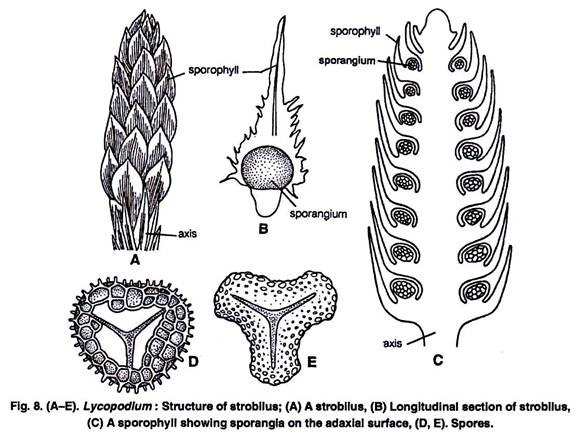 sporophyll
sporophyll
sporangium
sporangium
axis
A
B
D
E
axis
C
Fig. 8. (A–E). Lycopodium : Structure of strobilus; (A) A strobilus, (B) Longitudinal section of strobilus,
(C) A sporophyll showing sporangia on the adaxial surface, (D, E). Spores.